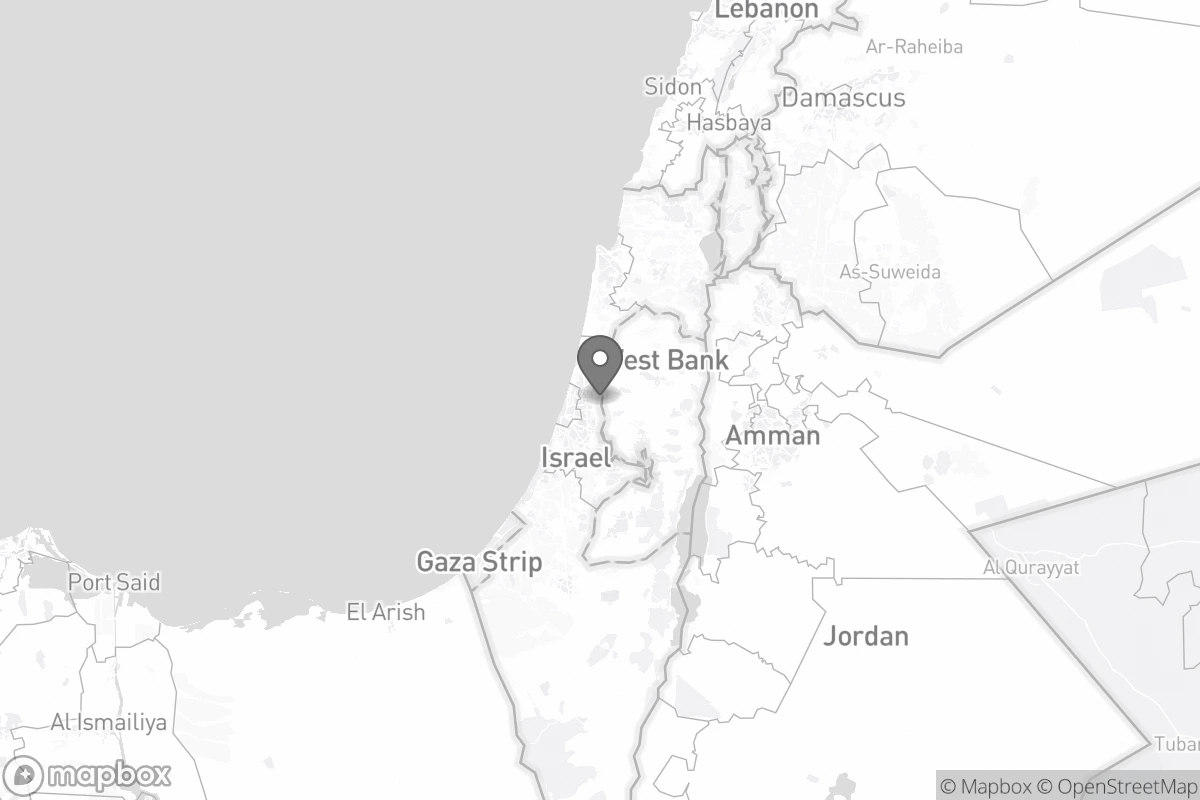 Lebanon
Ar-Raheiba
Sidon
Damascus
Hasbaya
As-Suweida
West Bank
Amman
Israel
Gaza Strip
Al Qurayyat
Port Said
El Arish
Jordan
Al Ismailiya
Tubar
mapbox
© Mapbox © OpenStreetMap